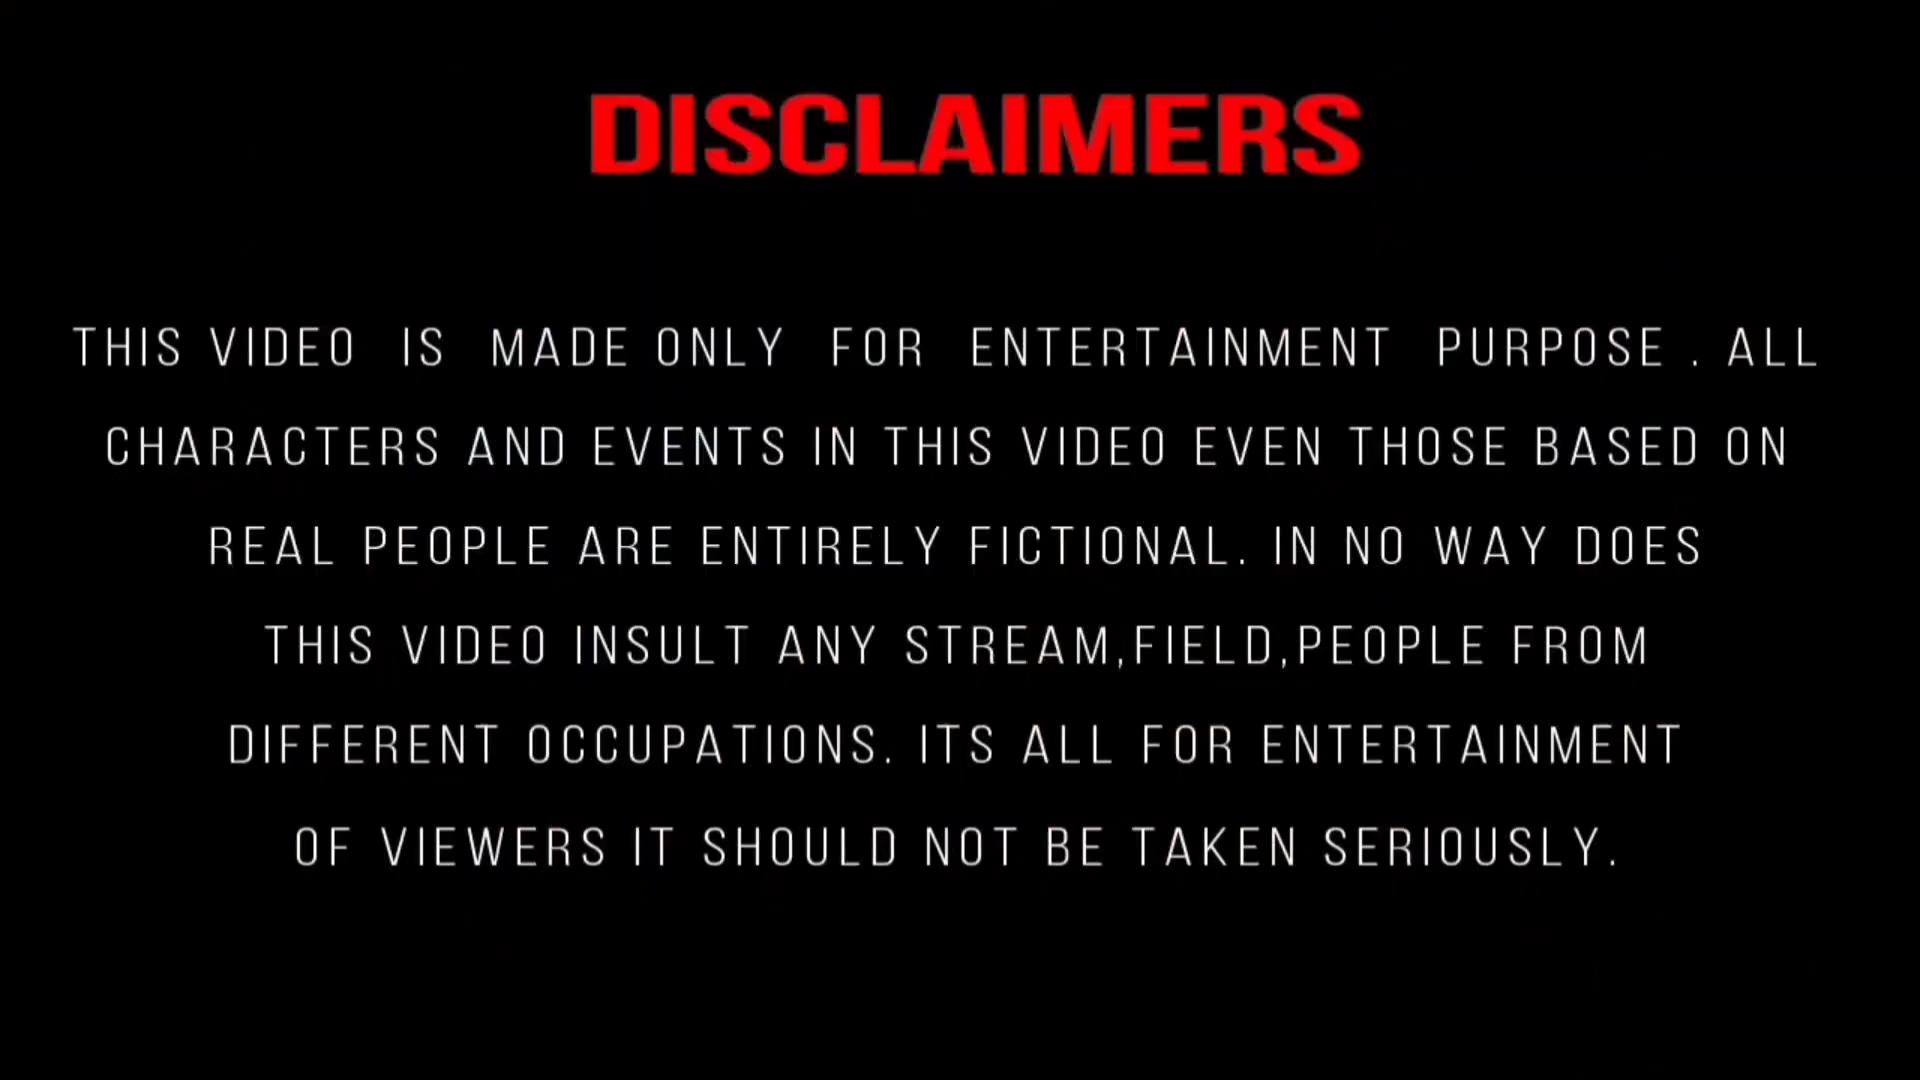 DISCLAIMERS
THIS VIDEO IS MADE ONLY FOR ENTERTAINMENT PURPOSE . ALL
CHARACTERS AND EVENTS IN THIS VIDEO EVEN THOSE BASED ON
REAL PEOPLE ARE ENTIRELY FICTIONAL. IN NO WAY DOES
THIS VIDEO INSULT ANY STREAM,FIELD,PEOPLE FROM
DIFFERENT OCCUPATIONS. ITS ALL FOR ENTERTAINMENT
OF VIEWERS IT SHOULD NOT BE TAKEN SERIOUSLY.